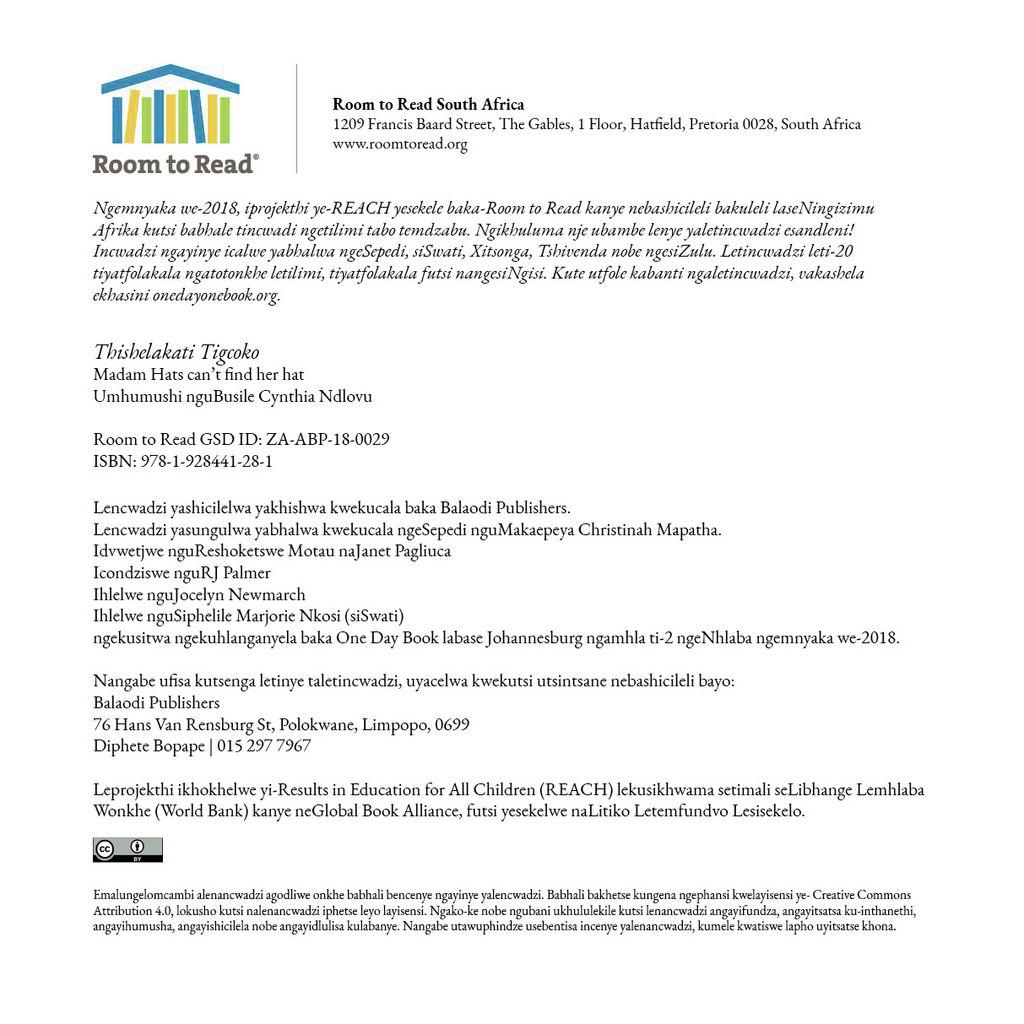 Room to Read®
Room to Read South Africa
1209 Francis Baard Street, The Gables, 1 Floor, Hatfield, Pretoria 0028, South Africa
www.roomtoread.org
Ngemnyaka we-2018, iprojekthi ye-REACH yesekele baka-Room to Read kanye nebashicileli bakuleli laseNingizimu
Afrika kutsi babhale tincwadi ngetilimi tabo temdzabu. Ngikhuluma nje ubambe lenye yaletincwadzi esandleni!
Incwadzi ngayinye icalwe yabhalwa ngeSepedi, siSwati, Xitsonga, Tshivenda nobe ngesiZulu. Letincwadzi leti-20
tiyatfolakala ngatotonkhe letilimi, tiyatfolakala futsi nangesiNgisi. Kute utfole kabanti ngaletincwadzi, vakashela
ekhasini onedayonebook.org.
Thishelakati Tigcoko
Madam Hats can't find her hat
Umhumushi nguBusile Cynthia Ndlovu
Room to Read GSD ID: ZA-ABP-18-0029
ISBN: 978-1-928441-28-1
Lencwadzi yashicilelwa yakhishwa kwekucala baka Balaodi Publishers.
Lencwadzi yasungulwa yabhalwa kwekucala ngeSepedi nguMakaepeya Christinah Mapatha.
Idvwetjwe nguReshoketswe Motau naJanet Pagliuca
Icondziswe nguRJ Palmer
Ihlelwe nguJocelyn Newmarch
Ihlelwe nguSiphelile Marjorie Nkosi (siSwati)
ngekusitwa ngekuhlanganyela baka One Day Book labase Johannesburg ngamhla ti-2 ngeNhlaba ngemnyaka we-2018.
Nangabe ufisa kutsenga letinye taletincwadzi, uyacelwa kwekutsi utsintsane nebashicileli bayo:
Balaodi Publishers
76 Hans Van Rensburg St, Polokwane, Limpopo, 0699
Diphete Bopape | 015 297 7967
Leprojekthi ikhokhelwe yi-Results in Education for All Children (REACH) lekusikhwama setimali seLibhange Lemhlaba
Wonkhe (World Bank) kanye neGlobal Book Alliance, futsi yesekelwe naLitiko Letemfundvo Lesisekelo.
cc BY
Emalungelomcambi alenancwadzi agodliwe onkhe babhali bencenye ngayinye yalencwadzi. Babhali bakhetse kungena ngephansi kwelayisensi ye- Creative Commons
Attribution 4.0, lokusho kutsi nalenancwadzi iphetse leyo layisensi. Ngako-ke nobe ngubani ukhululekile kutsi lenancwadzi angayifundza, angayitsatsa ku-inthanethi,
angayihumusha, angayishicilela nobe angayidlulisa kulabanye. Nangabe utawuphindze usebentisa incenye yalenancwadzi, kumele kwatiswe lapho uyitsatse khona.